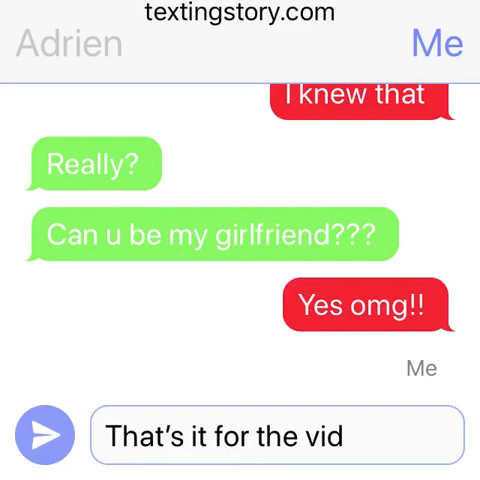 textingstory.com
Adrien Me
I knew that
Really?
Can u be my girlfriend???
Yes omg!!
Me
That’s it for the vid